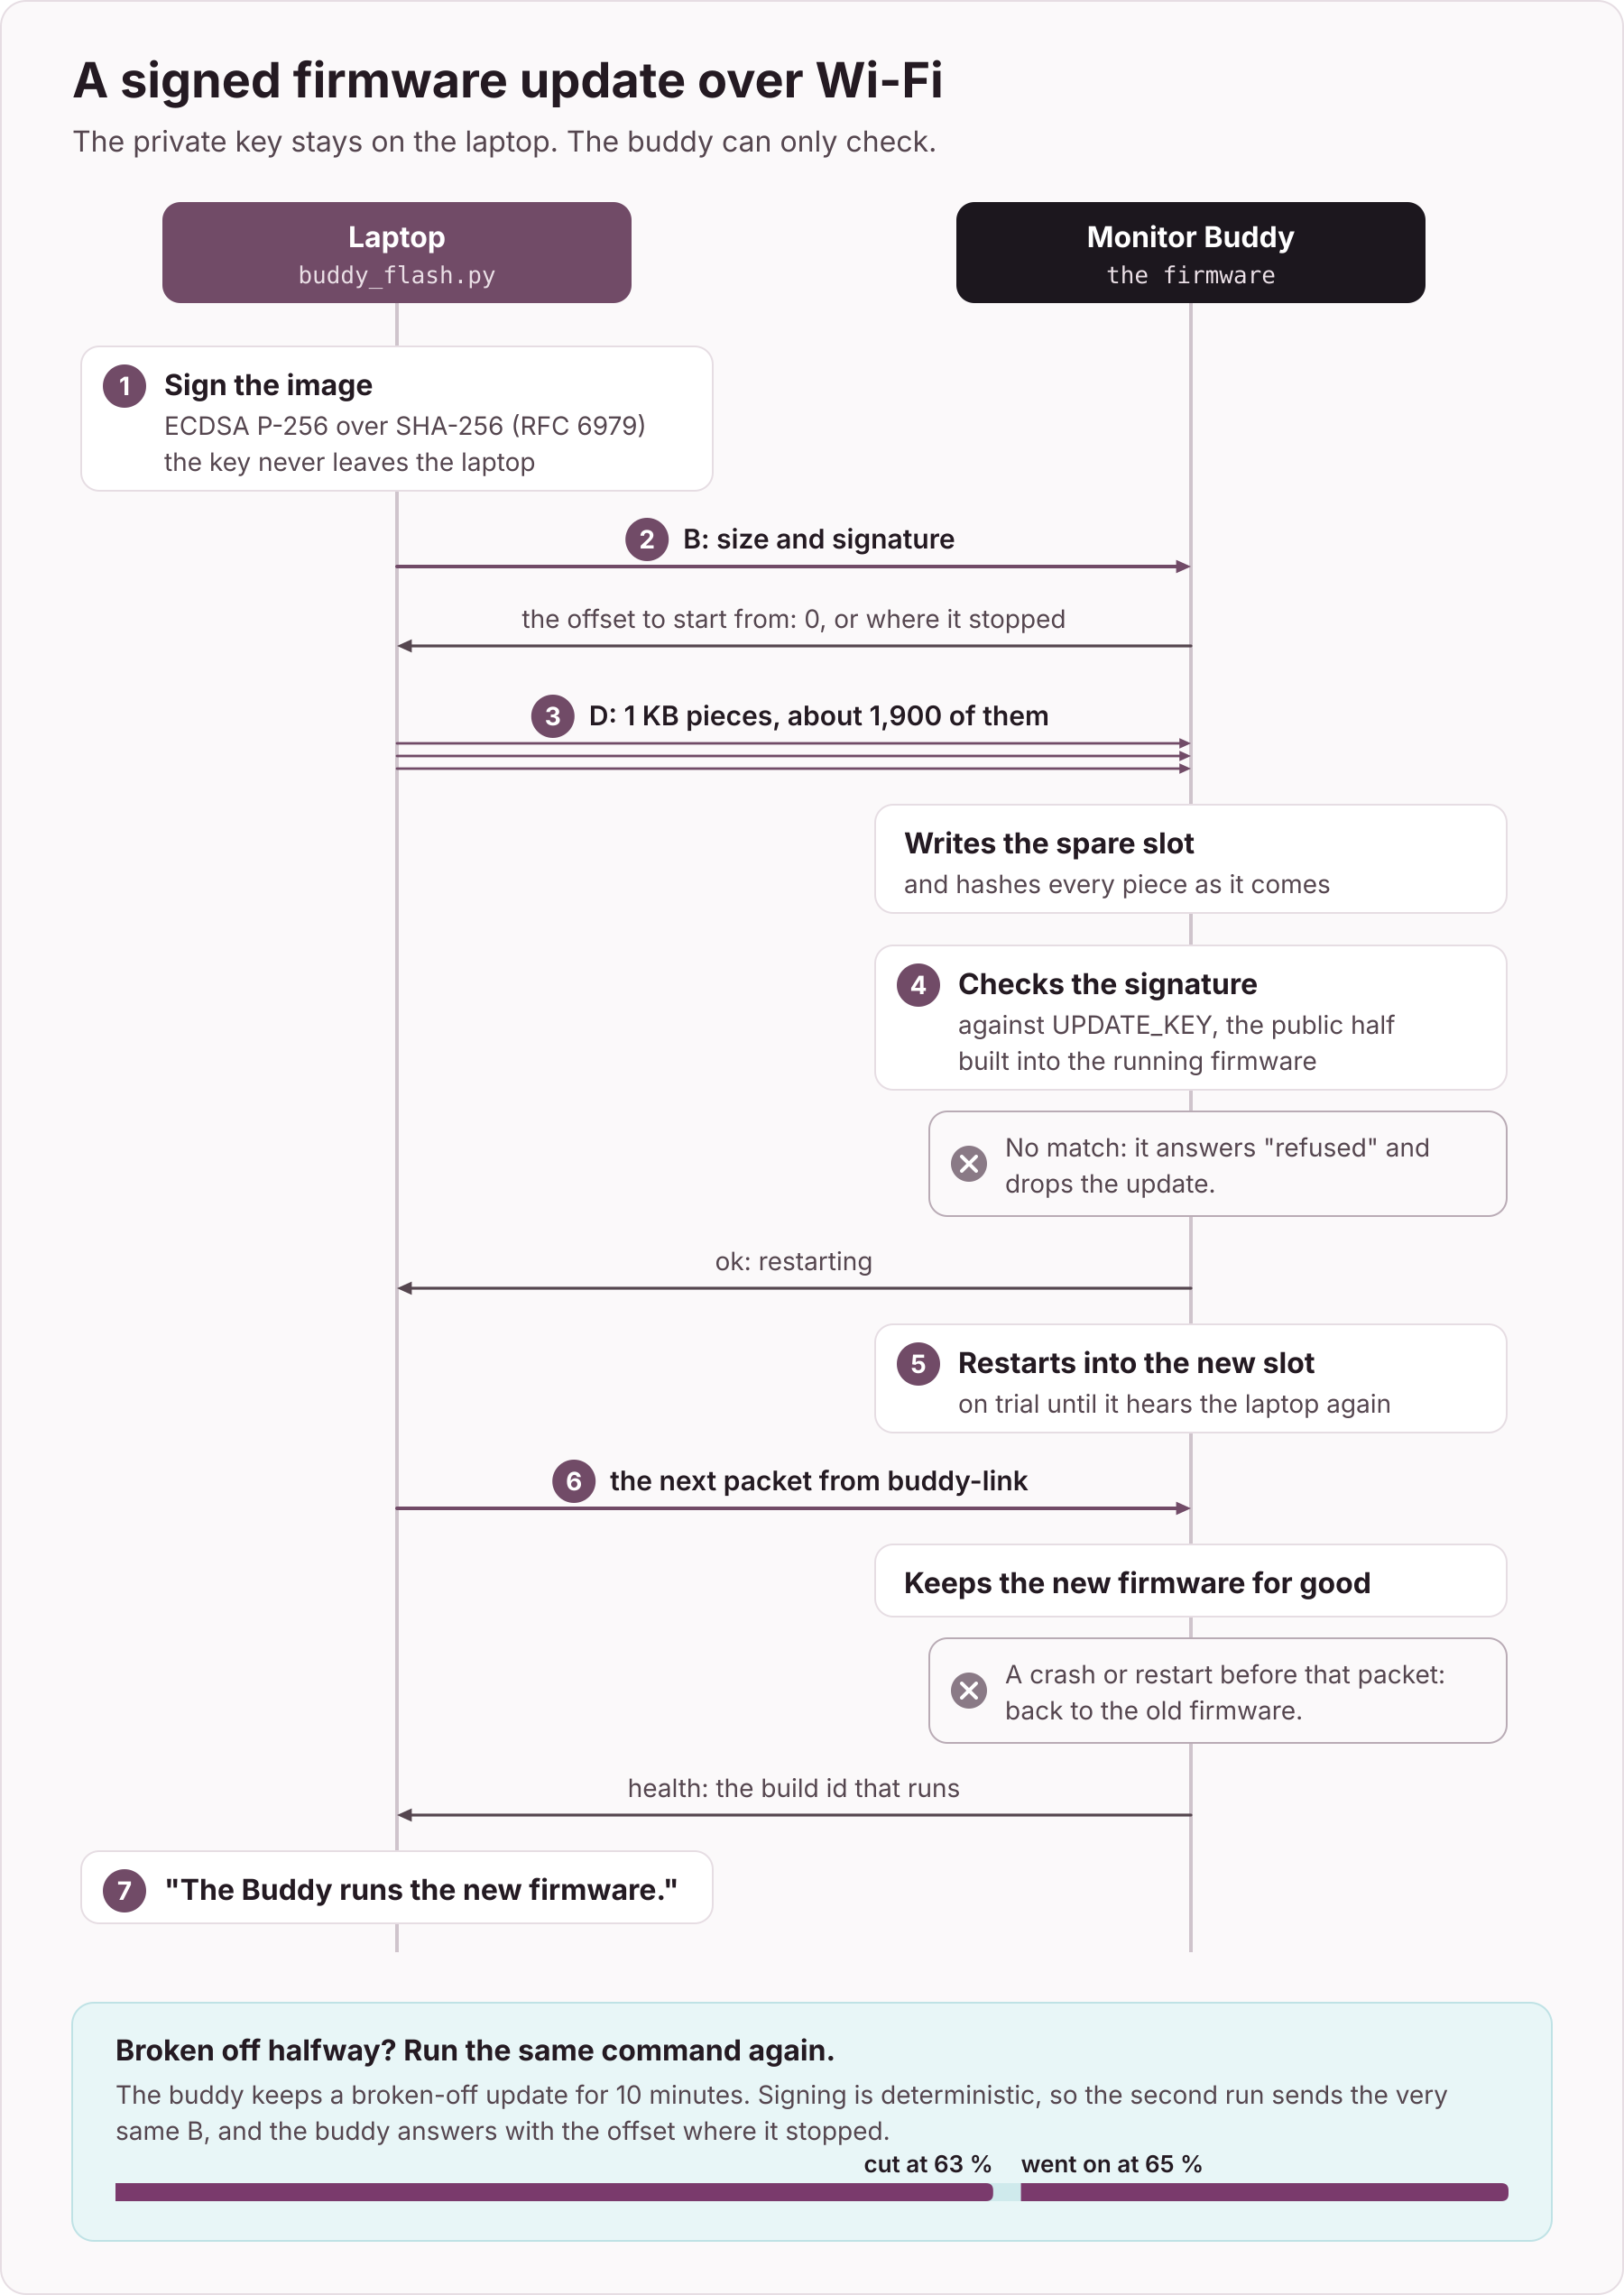 A signed firmware update over Wi-Fi
The private key stays on the laptop. The buddy can only check.
Laptop
buddy_flash.py
Monitor Buddy
the firmware
1 Sign the image
ECDSA P-256 over SHA-256 (RFC 6979)
the key never leaves the laptop
2 B: size and signature
the offset to start from: 0, or where it stopped
3 D: 1 KB pieces, about 1,900 of them
Writes the spare slot
and hashes every piece as it comes
4 Checks the signature
against UPDATE_KEY, the public half
built into the running firmware
No match: it answers "refused" and
drops the update.
ok: restarting
5 Restarts into the new slot
on trial until it hears the laptop again
6 the next packet from buddy-link
Keeps the new firmware for good
A crash or restart before that packet:
back to the old firmware.
health: the build id that runs
7 "The Buddy runs the new firmware."
Broken off halfway? Run the same command again.
The buddy keeps a broken-off update for 10 minutes. Signing is deterministic, so the second run sends the very
same B, and the buddy answers with the offset where it stopped.
cut at 63 % went on at 65 %